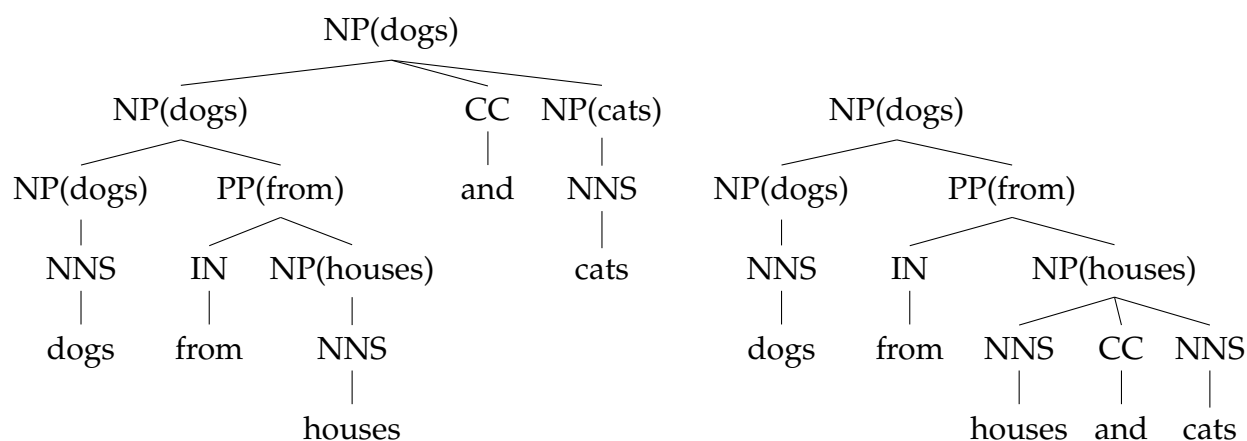 NP(dogs)
NP(dogs) CC NP(cats) NP(dogs)
NP(dogs) PP(from) and NNS NP(dogs) PP(from)
NNS IN NP(houses) cats NNS IN NP(houses)
dogs from NNS dogs from NNS CC NNS
houses houses and cats